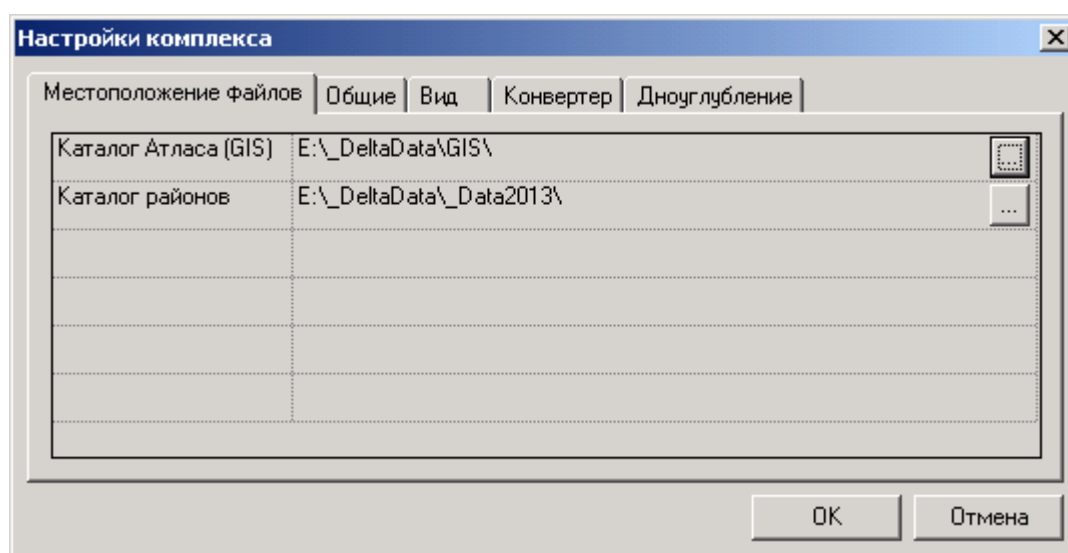 Настройки комплекса
Местоположение файлов Общие Вид Конвертер Дноуглубление
Каталог Атласа (GIS) E:\_DeltaData\GIS\ ...
Каталог районов E:\_DeltaData\_Data2013\ ...
OK Отмена